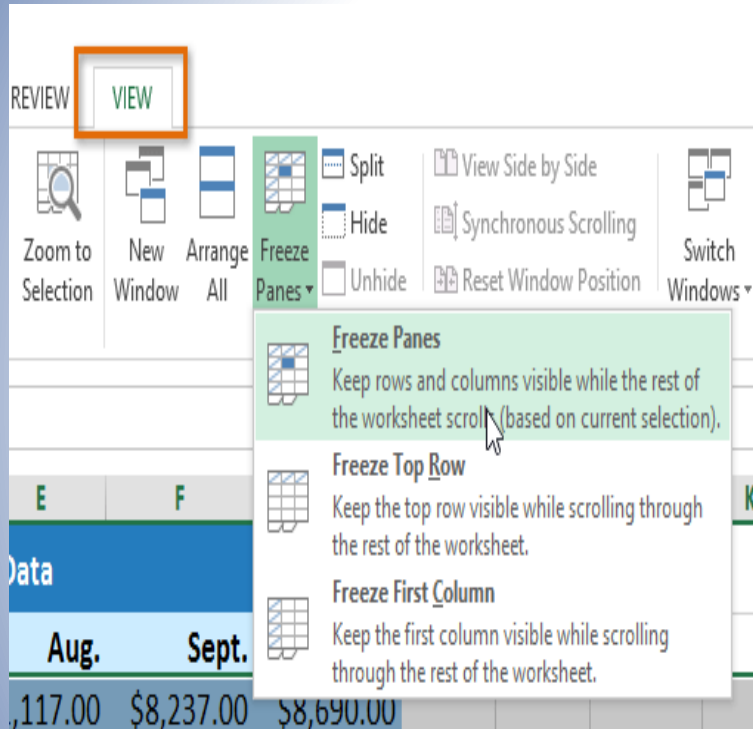 REVIEW VIEW
Zoom to Selection
New Window
Arrange All
Freeze Panes
Split
Hide
Unhide
View Side by Side
Synchronous Scrolling
Reset Window Position
Switch Windows
Freeze Panes
Keep rows and columns visible while the rest of
the worksheet scrolls (based on current selection).
Freeze Top Row
Keep the top row visible while scrolling through
the rest of the worksheet.
Freeze First Column
Keep the first column visible while scrolling
through the rest of the worksheet.
E F K
Data
Aug. Sept.
,117.00 $8,237.00 $8,690.00